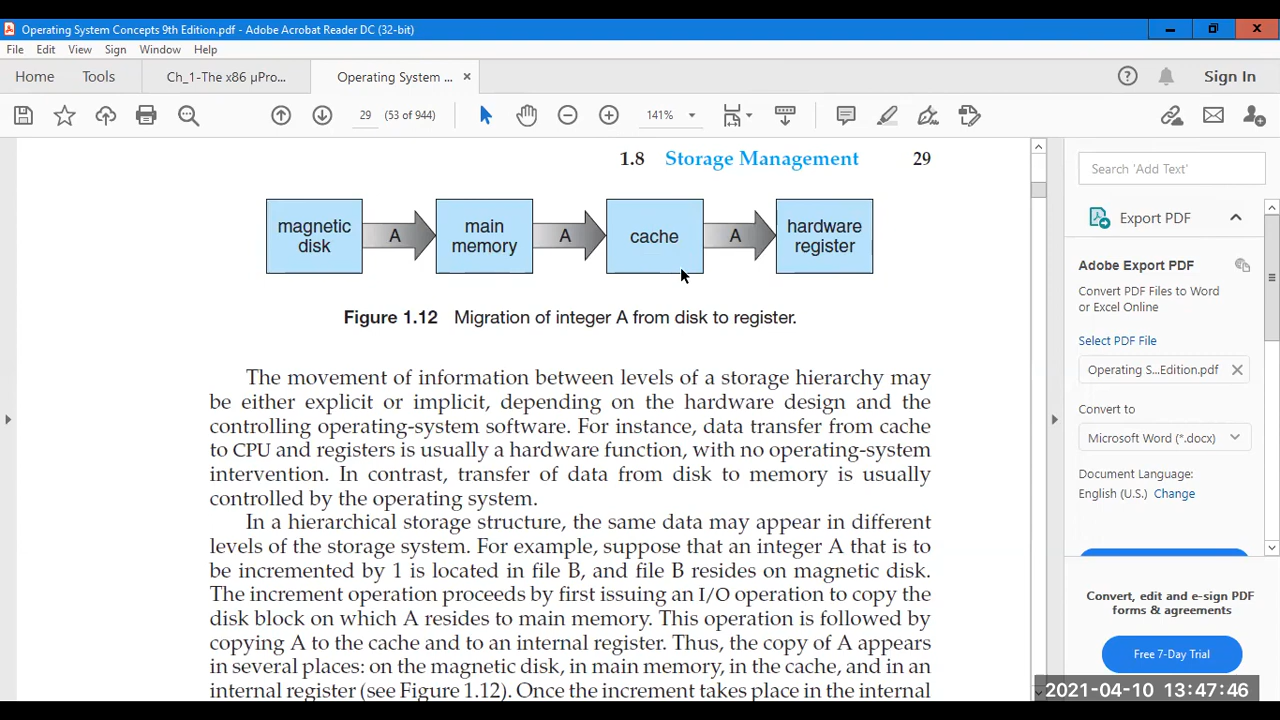 Operating System Concepts 9th Edition.pdf - Adobe Acrobat Reader DC (32-bit)
File Edit View Sign Window Help
Home Tools Ch_1-The x86 µPro... Operating System ... × Sign In
29 (53 of 944) 141%
1.8 Storage Management 29
magnetic disk A main memory A cache A hardware register
Figure 1.12 Migration of integer A from disk to register.
The movement of information between levels of a storage hierarchy may
be either explicit or implicit, depending on the hardware design and the
controlling operating-system software. For instance, data transfer from cache
to CPU and registers is usually a hardware function, with no operating-system
intervention. In contrast, transfer of data from disk to memory is usually
controlled by the operating system.
In a hierarchical storage structure, the same data may appear in different
levels of the storage system. For example, suppose that an integer A that is to
be incremented by 1 is located in file B, and file B resides on magnetic disk.
The increment operation proceeds by first issuing an I/O operation to copy the
disk block on which A resides to main memory. This operation is followed by
copying A to the cache and to an internal register. Thus, the copy of A appears
in several places: on the magnetic disk, in main memory, in the cache, and in an
internal register (see Figure 1.12). Once the increment takes place in the internal
Search 'Add Text'
Export PDF
Adobe Export PDF
Convert PDF Files to Word
or Excel Online
Select PDF File
Operating S...Edition.pdf ×
Convert to
Microsoft Word (*.docx)
Document Language:
English (U.S.) Change
Convert, edit and e-sign PDF
forms & agreements
Free 7-Day Trial
2021-04-10 13:47:46